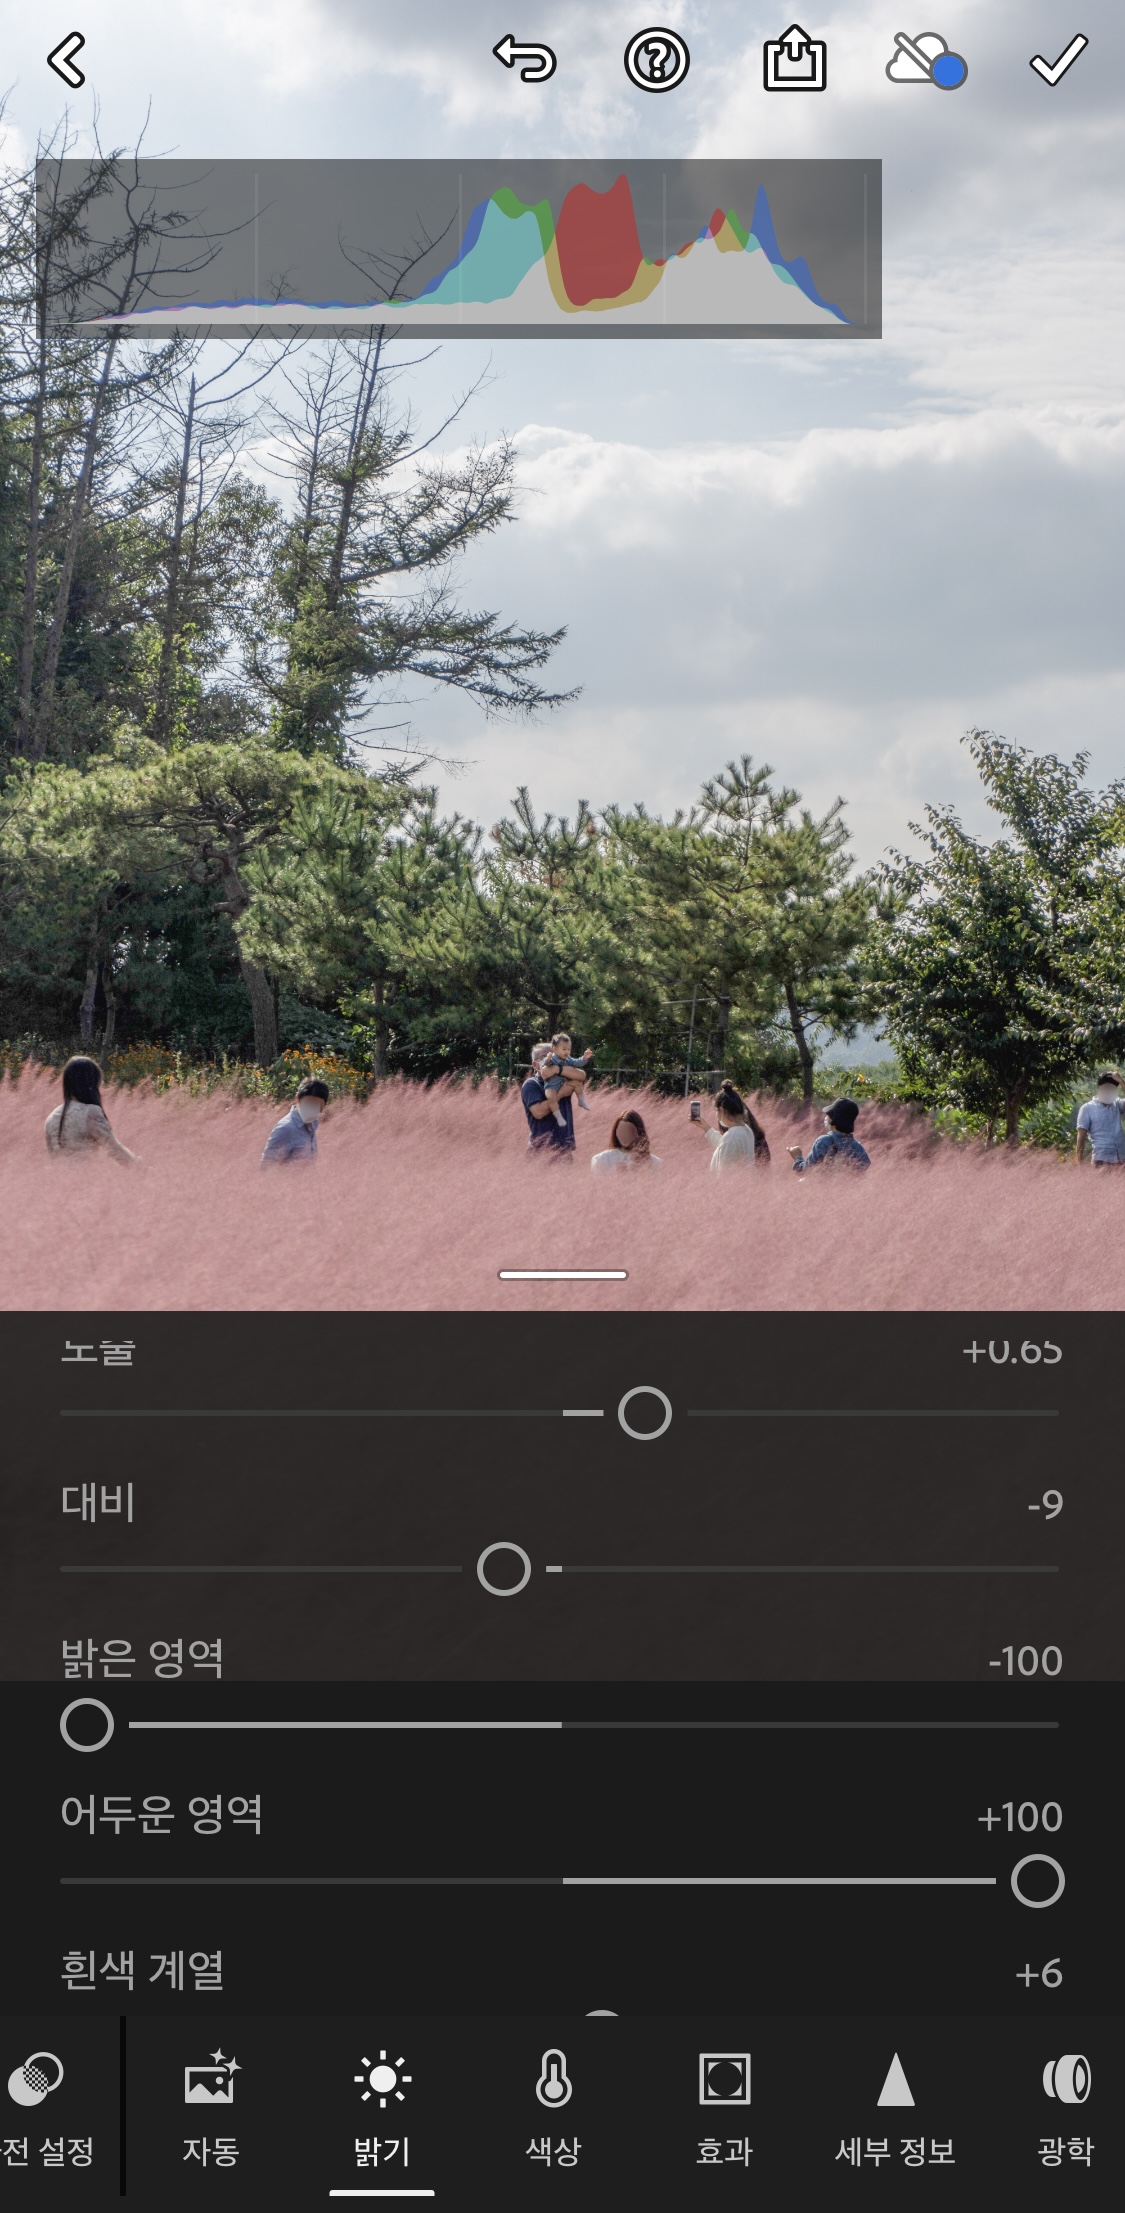 노출 +0.65
대비 -9
밝은 영역 -100
어두운 영역 +100
흰색 계열 +6
전 설정 자동 밝기 색상 효과 세부 정보 광학